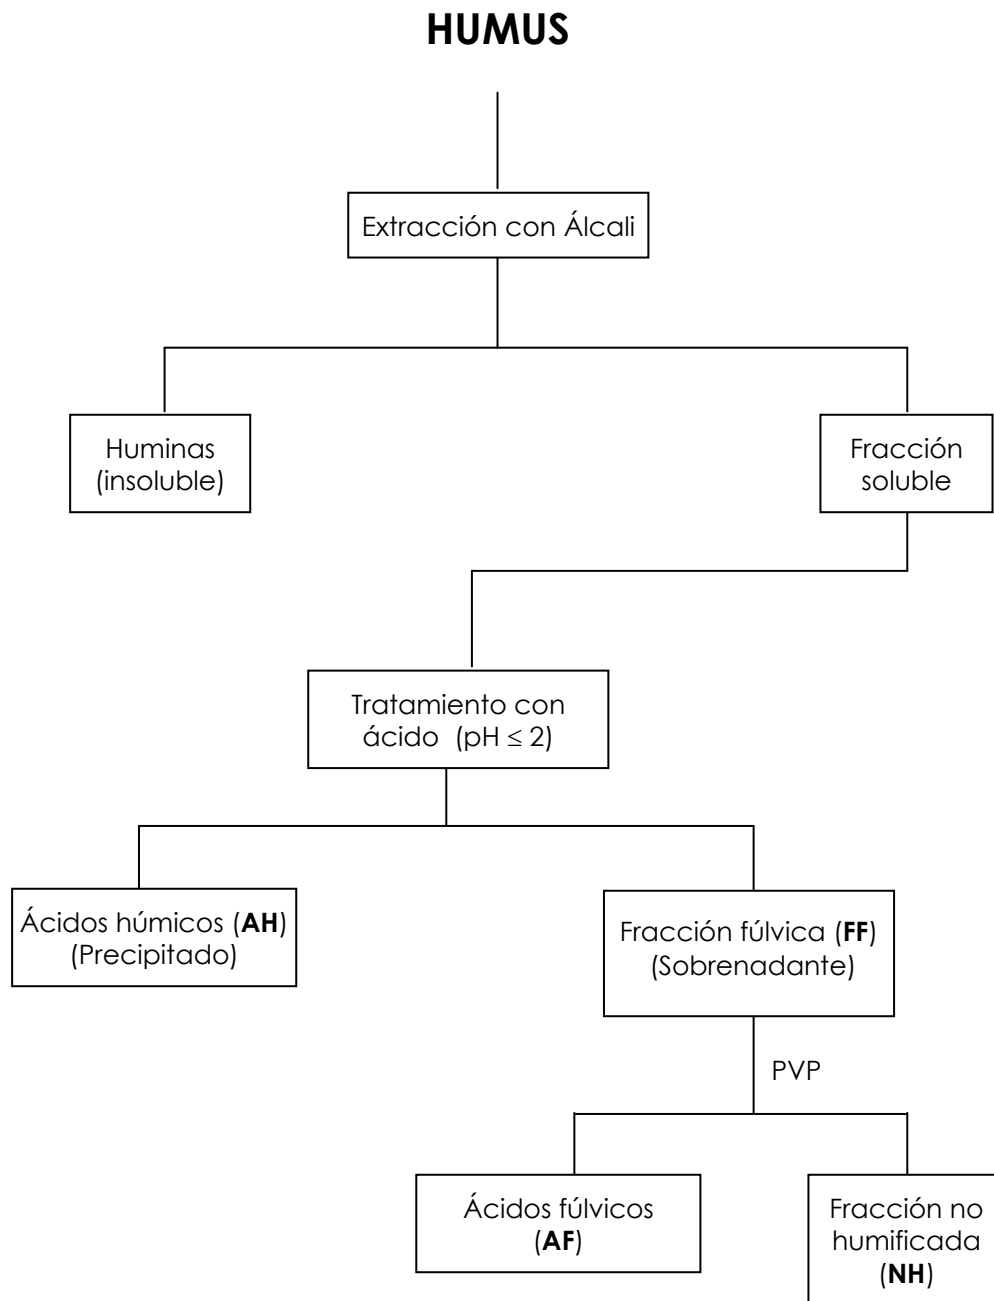 HUMUS
Extracción con Álcali
Huminas
(insoluble)
Fracción
soluble
Tratamiento con
ácido (pH ≤ 2)
Ácidos húmicos (AH)
(Precipitado)
Fracción fúlvica (FF)
(Sobrenadante)
PVP
Ácidos fúlvicos
(AF)
Fracción no
humificada
(NH)